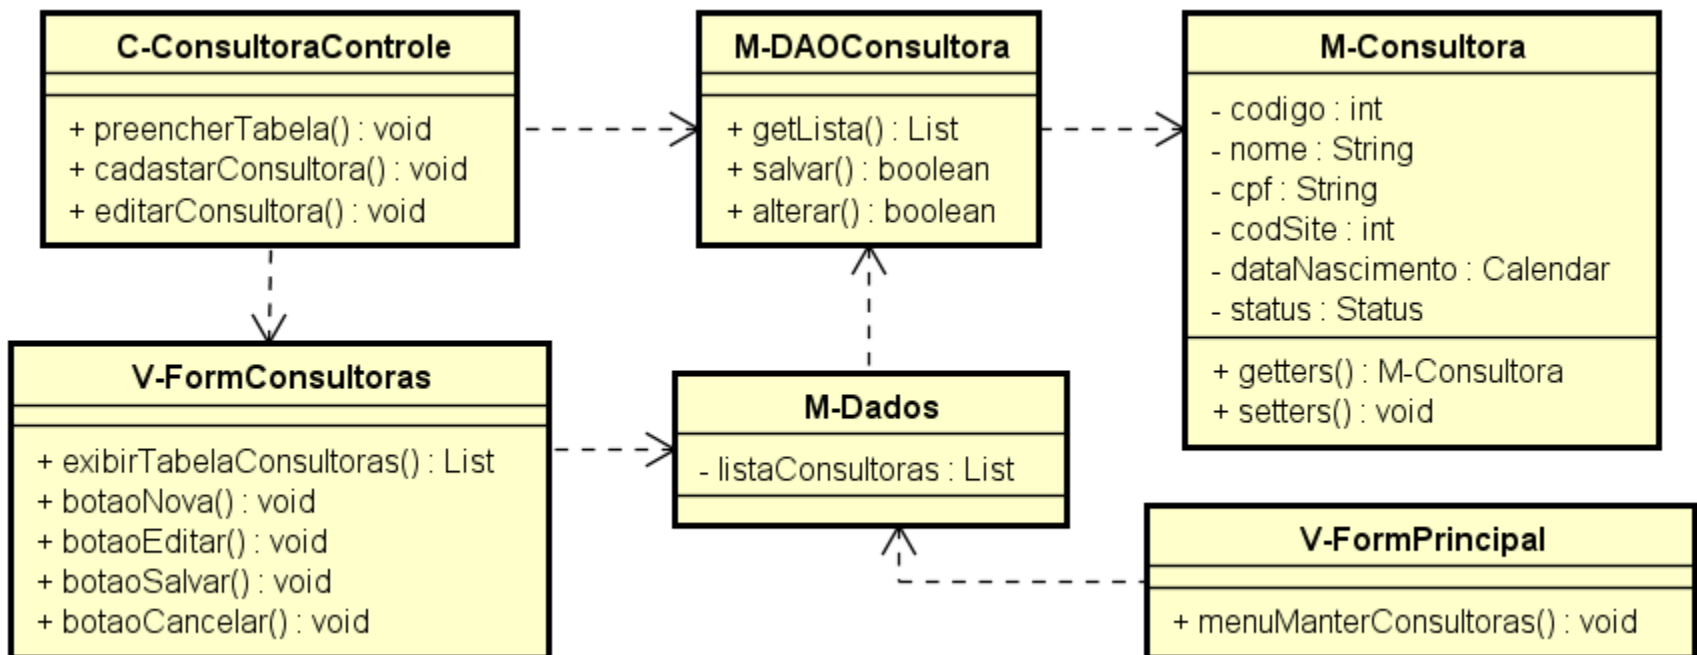 C-ConsultoraControle
+ preencherTabela() : void
+ cadastarConsultora() : void
+ editarConsultora() : void
M-DAOConsultora
+ getLista() : List
+ salvar() : boolean
+ alterar() : boolean
M-Consultora
- codigo : int
- nome : String
- cpf : String
- codSite : int
- dataNascimento : Calendar
- status : Status
+ getters() : M-Consultora
+ setters() : void
V-FormConsultoras
+ exibirTabelaConsultoras() : List
+ botaoNova() : void
+ botaoEditar() : void
+ botaoSalvar() : void
+ botaoCancelar() : void
M-Dados
- listaConsultoras : List
V-FormPrincipal
+ menuManterConsultoras() : void